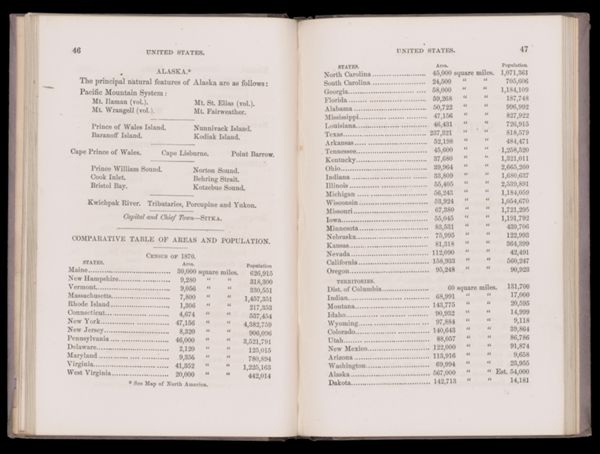 46 UNITED STATES.
ALASKA.*
The principal natural features of Alaska are as follows:
Pacific Mountain System:
Mt. Ilaman (vol.). Mt. St. Elias (vol.).
Mt. Wrangell (vol.). Mt. Fairweather.
Prince of Wales Island. Nunnivack Island.
Baranoff Island. Kodiak Island.
Cape Prince of Wales. Cape Lisburne. Point Barrow.
Prince William Sound. Norton Sound.
Cook Inlet. Behring Strait.
Bristol Bay. Kotzebue Sound.
Kwichpak River. Tributaries, Porcupine and Yukon.
Capital and Chief Town—SITKA.
COMPARATIVE TABLE OF AREAS AND POPULATION.
CENSUS OF 1870.
STATES. Area. Population
Maine 30,000 square miles. 626,915
New Hampshire 9,280 " " 318,300
Vermont 9,056 " " 330,551
Massachusetts 7,800 " " 1,457,351
Rhode Island 1,306 " " 217,353
Connecticut 4,674 " " 537,454
New York 47,156 " " 4,382,759
New Jersey 8,320 " " 906,096
Pennsylvania 46,000 " " 3,521,791
Delaware 2,120 " " 125,015
Maryland 9,356 " " 780,894
Virginia 41,352 " " 1,225,163
West Virginia 20,000 " " 442,014
* See Map of North America.
UNITED STATES. 47
STATES. Area. Population
North Carolina 45,000 square miles. 1,071,361
South Carolina 24,500 " " 705,606
Georgia 58,000 " " 1,184,109
Florida 59,268 " " 187,748
Alabama 50,722 " " 996,992
Mississippi 47,156 " " 827,922
Louisiana 46,431 " " 726,915
Texas 237,321 " " 818,579
Arkansas 52,198 " " 484,471
Tennessee 45,600 " " 1,258,520
Kentucky 37,680 " " 1,321,011
Ohio 39,964 " " 2,665,260
Indiana 33,809 " " 1,680,637
Illinois 55,405 " " 2,539,891
Michigan 56,243 " " 1,184,059
Wisconsin 53,924 " " 1,054,670
Missouri 67,380 " " 1,721,295
Iowa 55,045 " " 1,191,792
Minnesota 83,531 " " 439,706
Nebraska 75,995 " " 122,993
Kansas 81,318 " " 364,399
Nevada 112,090 " " 42,491
California 158,933 " " 560,247
Oregon 95,248 " " 90,923
TERRITORIES.
Dist. of Columbia 60 square miles. 131,700
Indian 68,991 " " 17,000
Montana 143,775 " " 20,595
Idaho 90,932 " " 14,999
Wyoming 97,884 " " 9,118
Colorado 140,643 " " 39,864
Utah 88,057 " " 86,786
New Mexico 122,000 " " 91,874
Arizona 113,916 " " 9,658
Washington 69,994 " " 23,955
Alaska 567,000 " " Est. 54,000
Dakota 142,713 " " 14,181